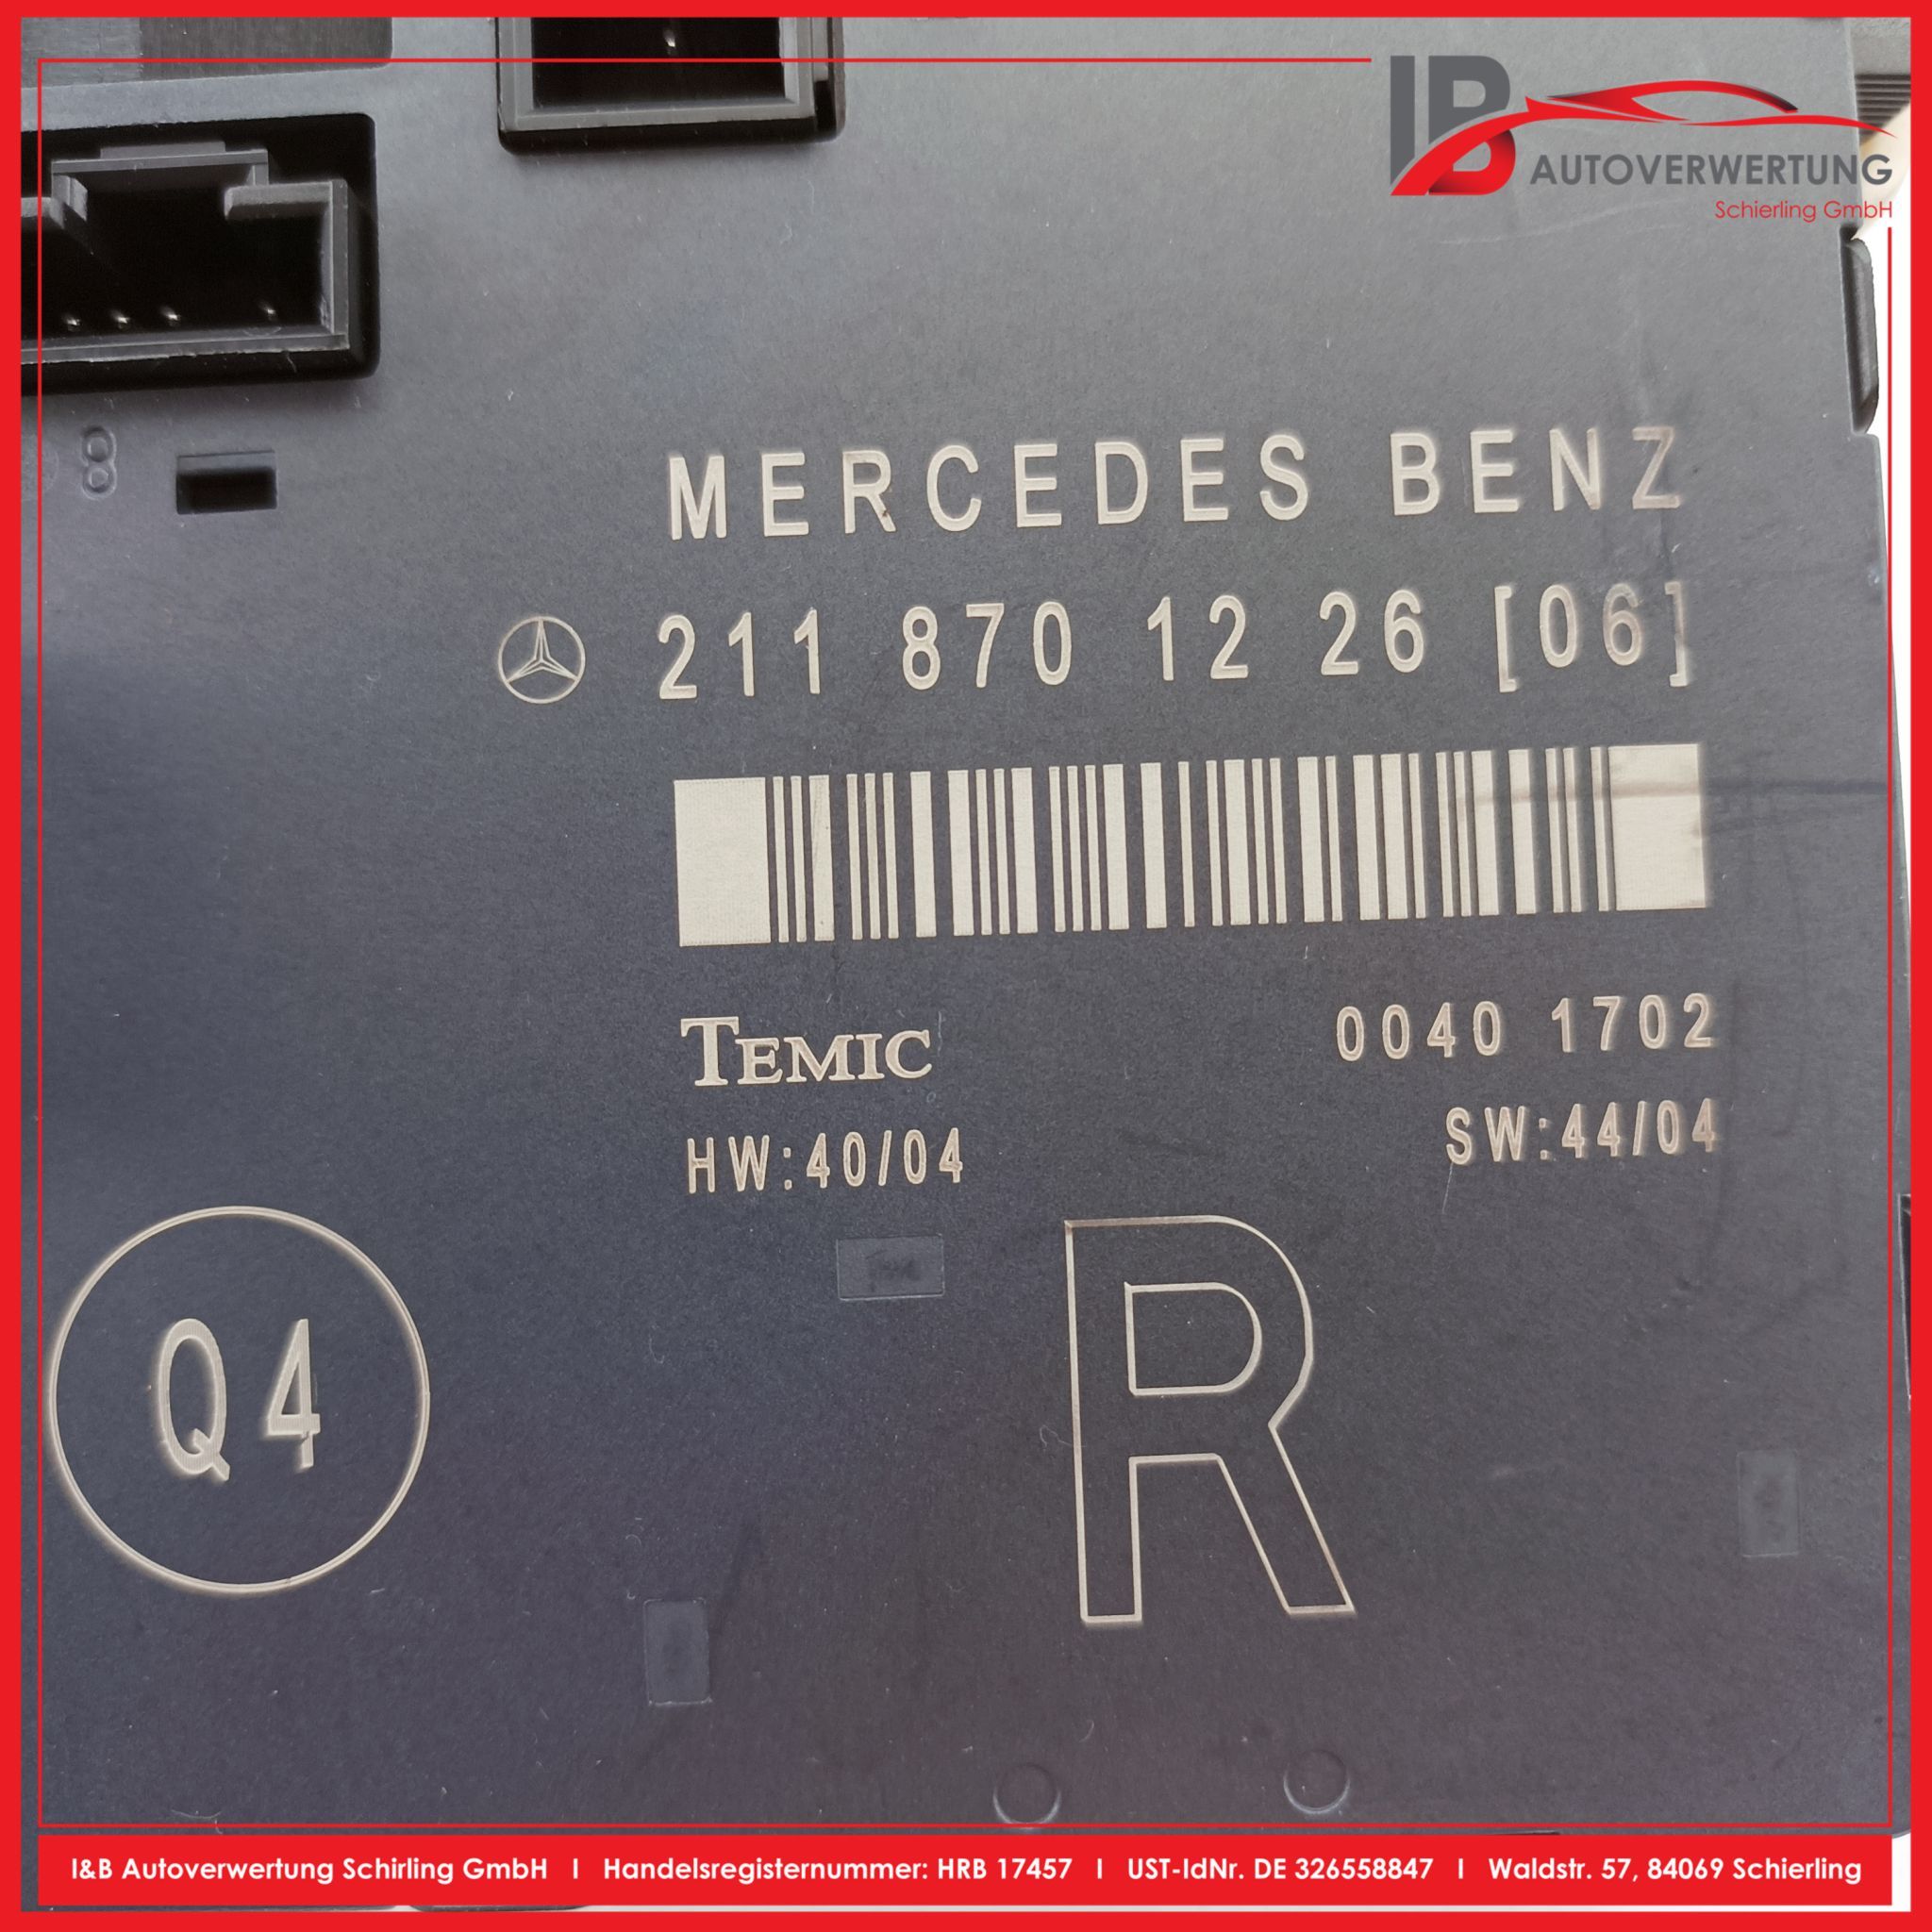 IB AUTOVERWERTUNG
Schierling GmbH
8
MERCEDES BENZ
211 870 12 26 [06]
TEMIC 0040 1702
HW:40/04 SW:44/04
Q4 R
I&B Autoverwertung Schirling GmbH I Handelsregisternummer: HRB 17457 I UST-IdNr. DE 326558847 I Waldstr. 57, 84069 Schierling